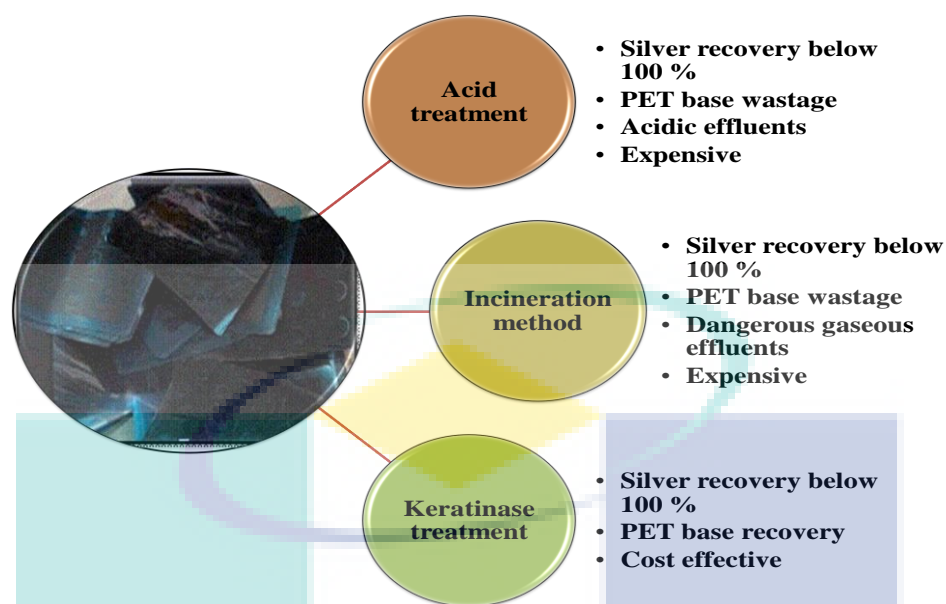 Acid
treatment
• Silver recovery below
100 %
• PET base wastage
• Acidic effluents
• Expensive
Incineration
method
• Silver recovery below
100 %
• PET base wastage
• Dangerous gaseous
effluents
• Expensive
Keratinase
treatment
• Silver recovery below
100 %
• PET base recovery
• Cost effective